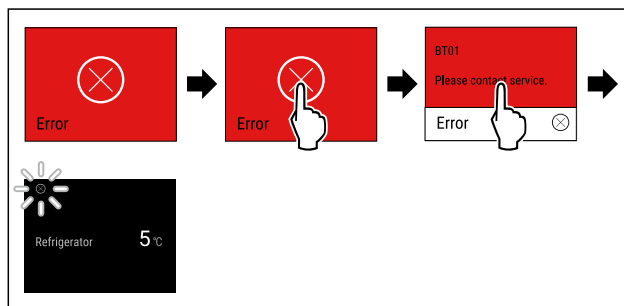 Error
Error
BT01
Please contact service.
Error
Refrigerator 5 °C